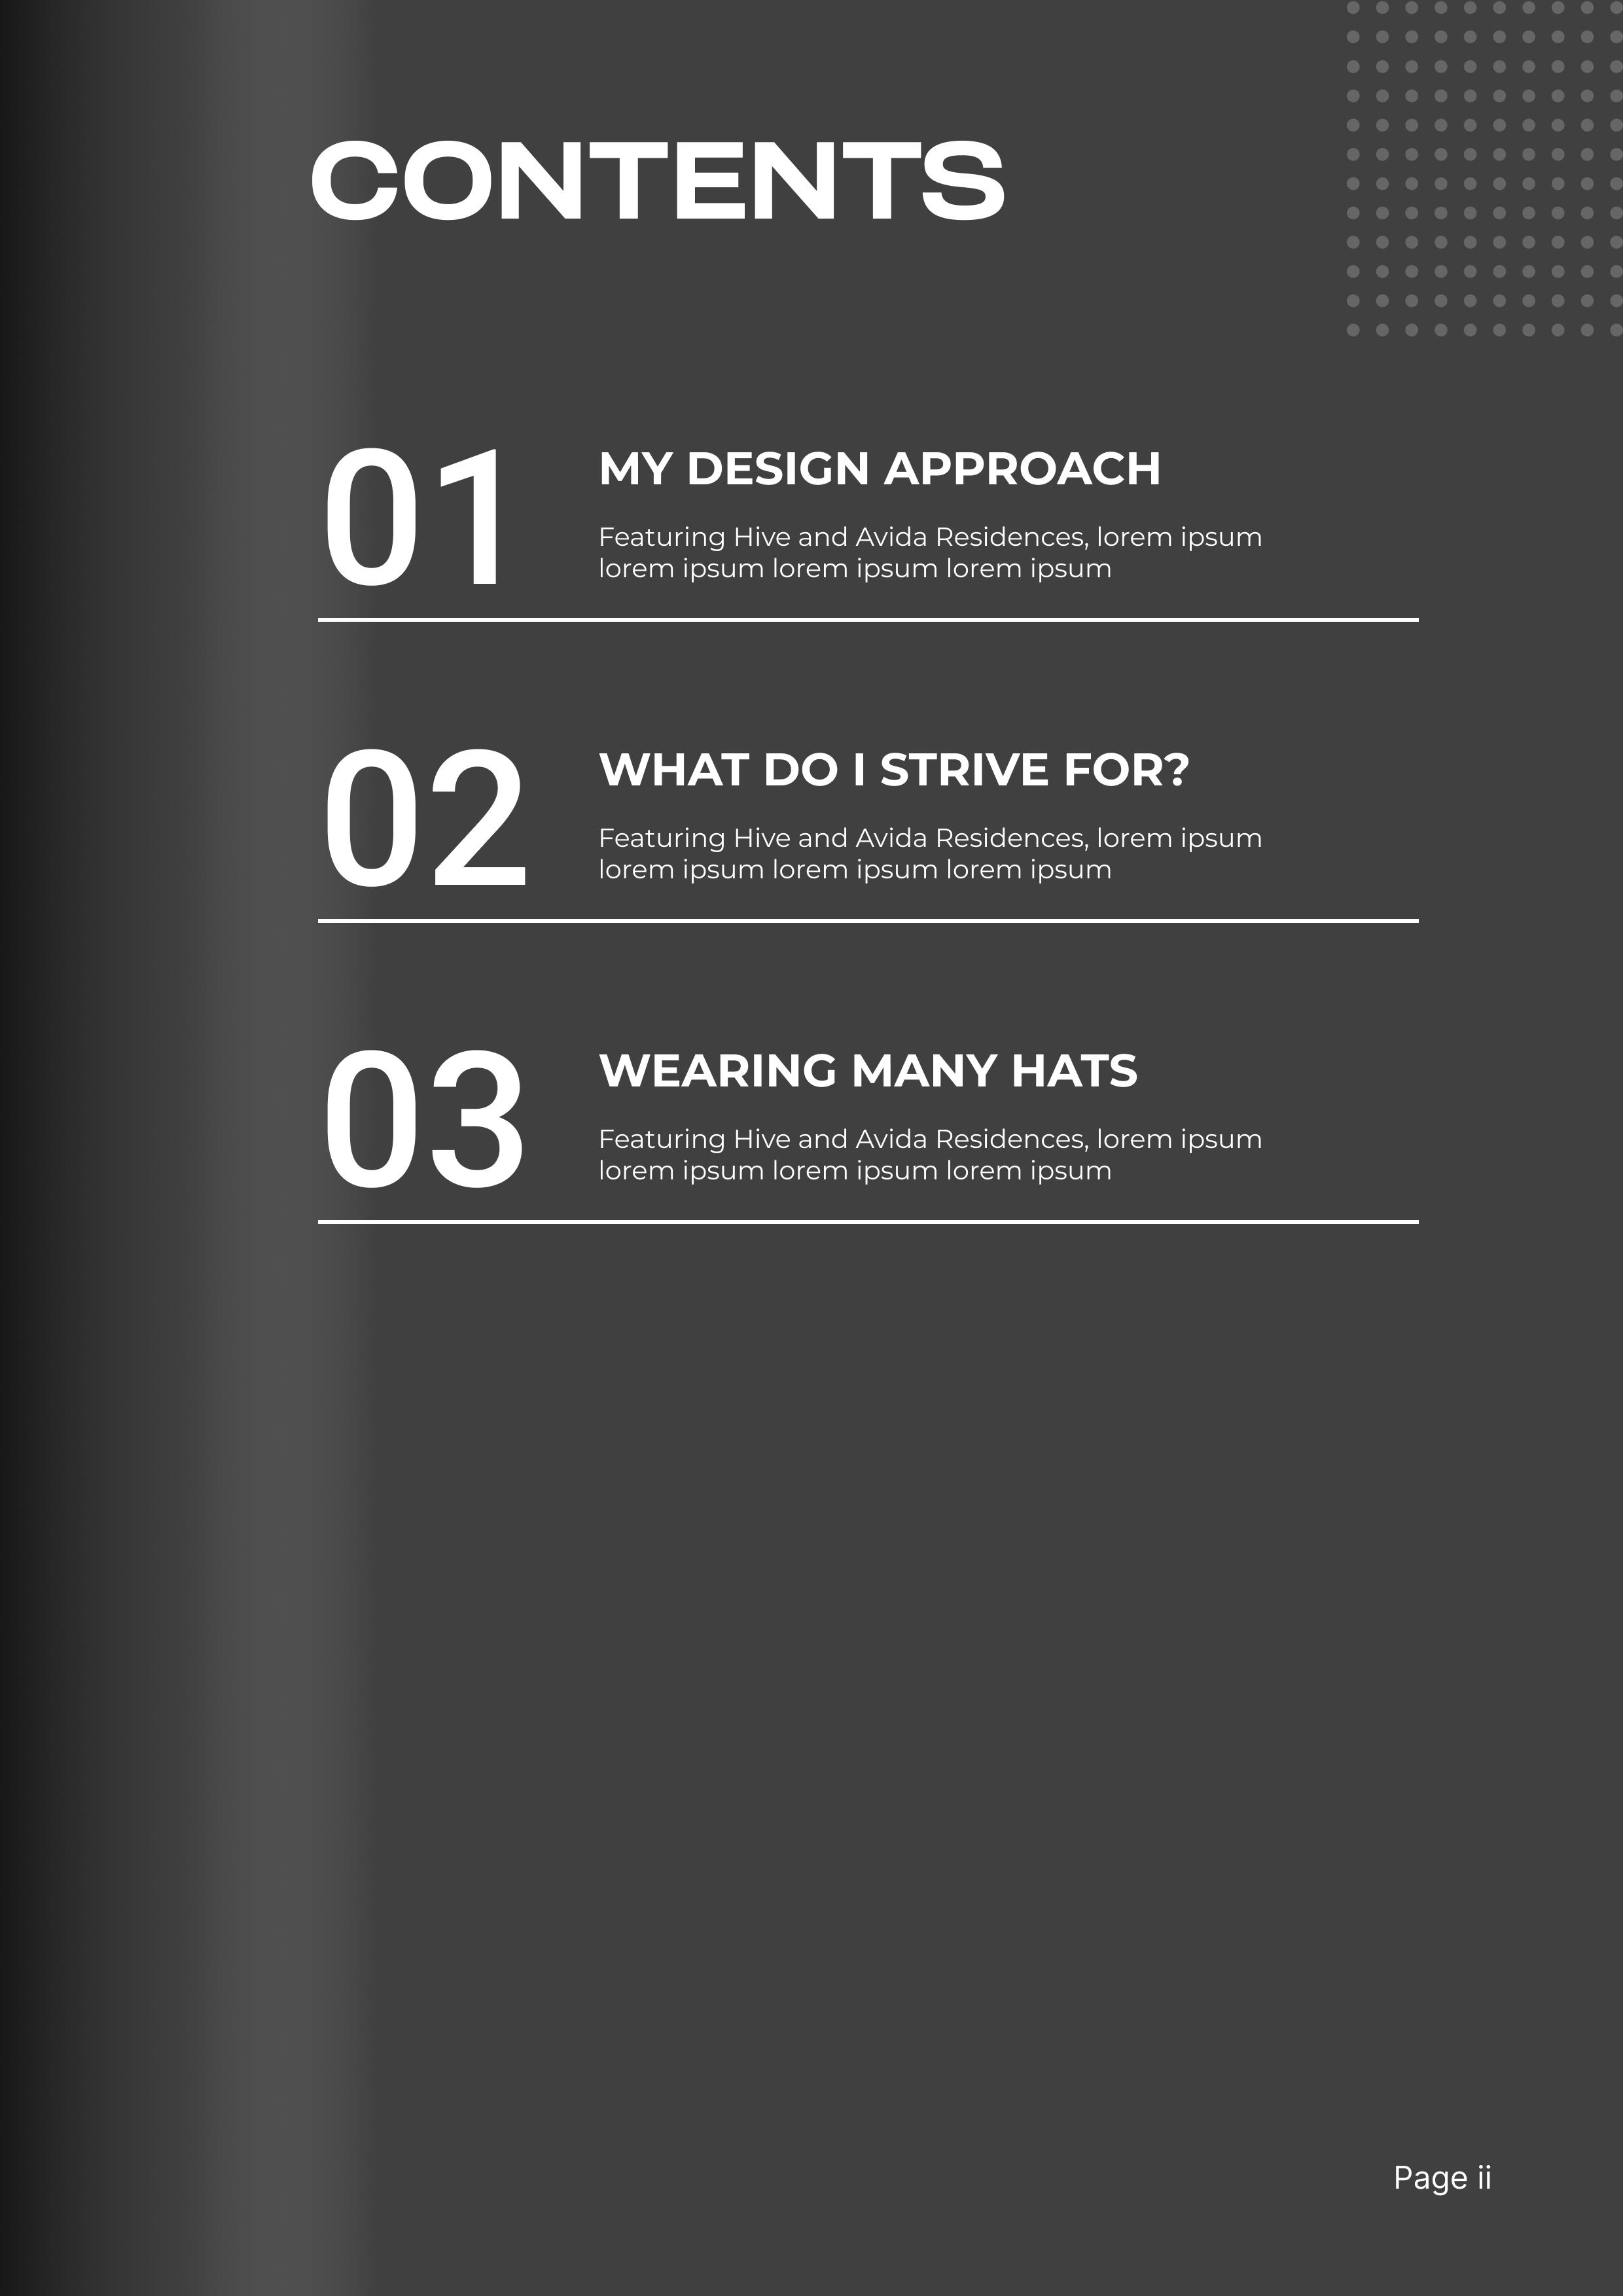 CONTENTS
01
MY DESIGN APPROACH
Featuring Hive and Avida Residences, lorem ipsum
lorem ipsum lorem ipsum lorem ipsum
02
WHAT DO I STRIVE FOR?
Featuring Hive and Avida Residences, lorem ipsum
lorem ipsum lorem ipsum lorem ipsum
03
WEARING MANY HATS
Featuring Hive and Avida Residences, lorem ipsum
lorem ipsum lorem ipsum lorem ipsum
Page ii